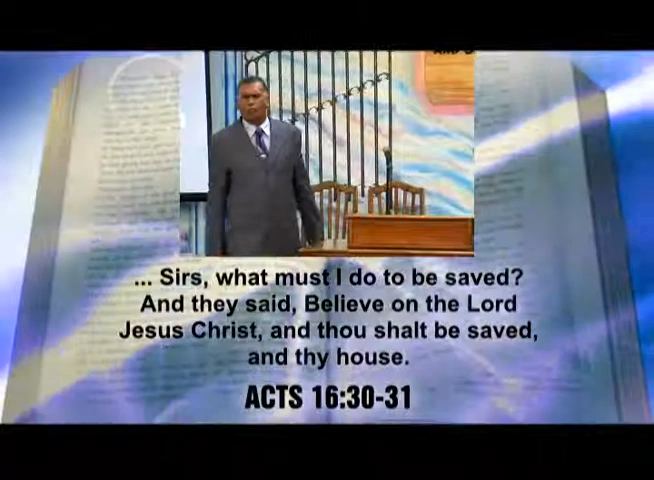 ... Sirs, what must I do to be saved?
And they said, Believe on the Lord
Jesus Christ, and thou shalt be saved,
and thy house.
ACTS 16:30-31